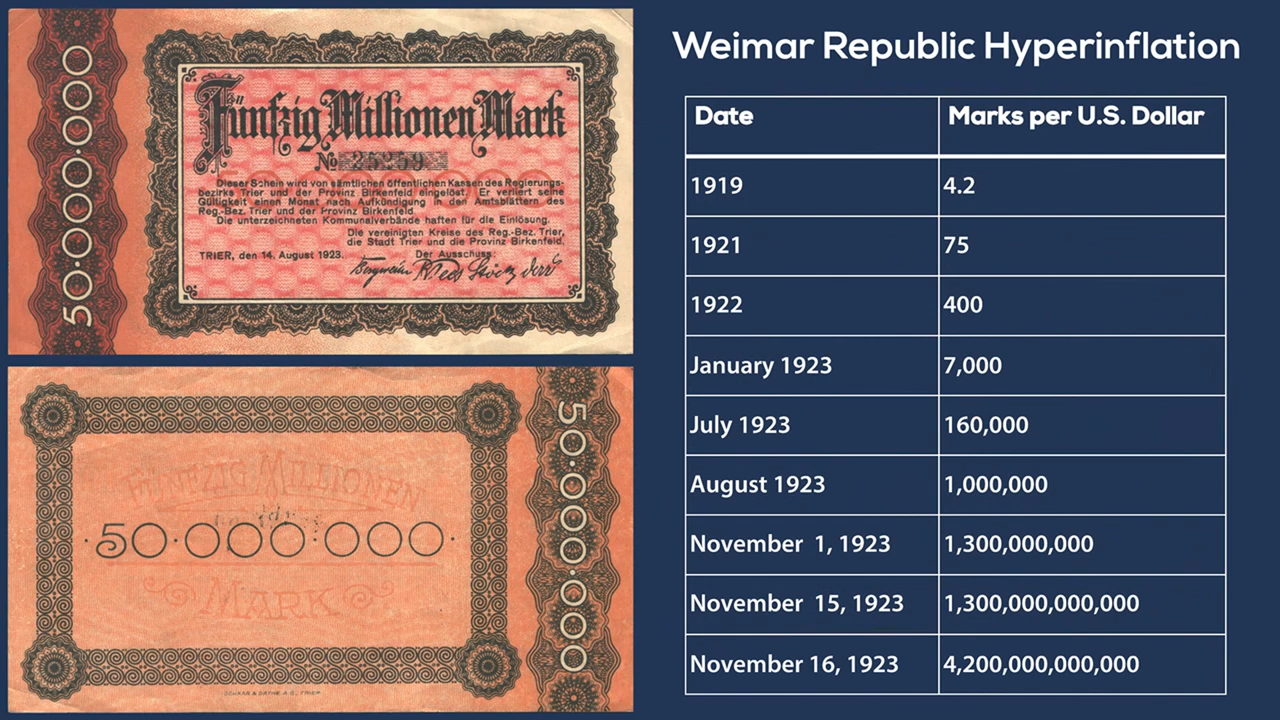 50·000·000
Fünfzig Millionen Mark
No 25259
Dieser Schein wird von sämtlichen öffentlichen Kassen des Regierungs-
bezirks Trier und der Provinz Birkenfeld eingelöst. Er verliert seine
Gültigkeit einen Monat nach Aufkündigung in den Amtsblättern des
Reg.-Bez. Trier und der Provinz Birkenfeld.
Die unterzeichneten Kommunalverbände haften für die Einlösung.
Die vereinigten Kreise des Reg.-Bez. Trier,
die Stadt Trier und die Provinz Birkenfeld.
TRIER, den 14. August 1923. Der Ausschuss:
FÜNFZIG MILLIONEN
·50·000·000·
MARK
50·000·000
SCHAAR & DATHE A.G., TRIER
Weimar Republic Hyperinflation
Date Marks per U.S. Dollar
1919 4.2
1921 75
1922 400
January 1923 7,000
July 1923 160,000
August 1923 1,000,000
November 1, 1923 1,300,000,000
November 15, 1923 1,300,000,000,000
November 16, 1923 4,200,000,000,000